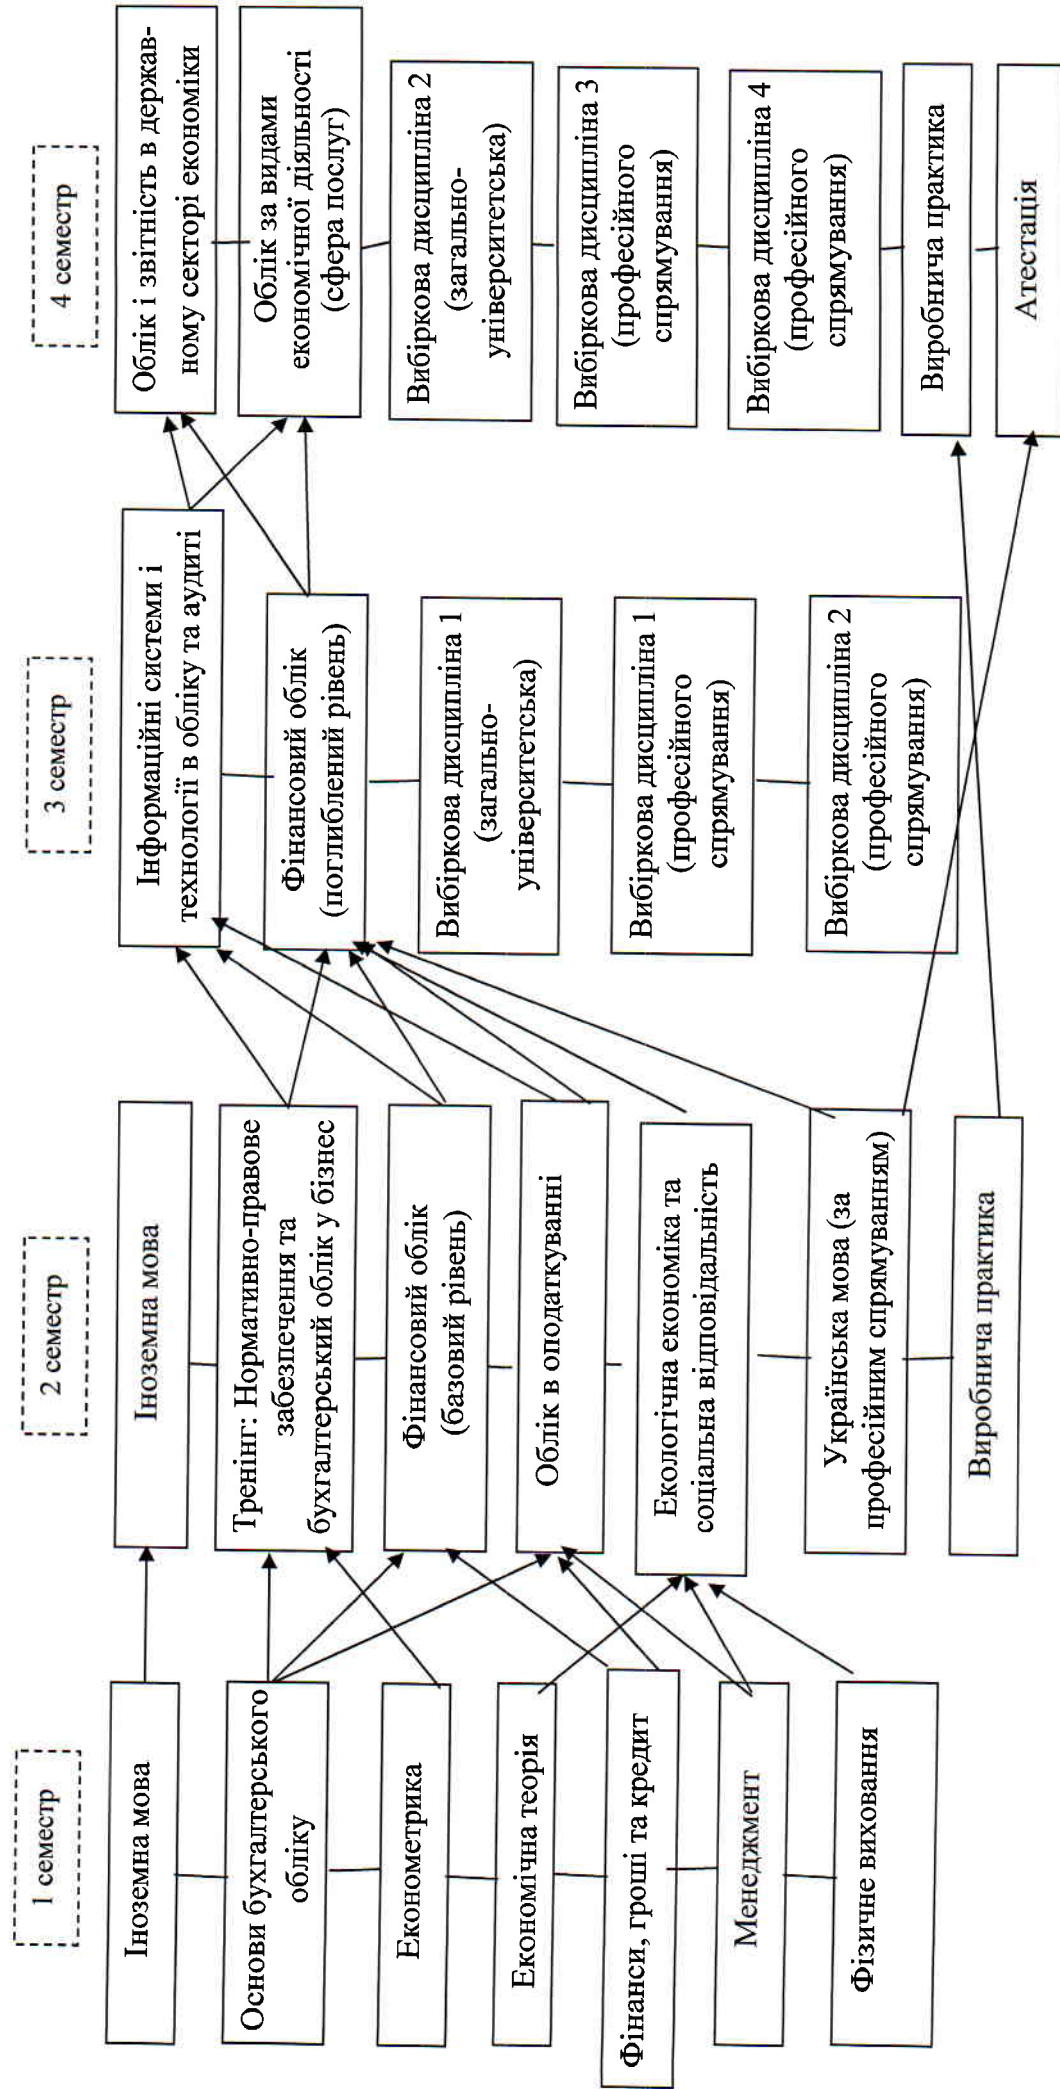 1 семестр
Іноземна мова
Основи бухгалтерського
обліку
Економетрика
Економічна теорія
Фінанси, гроші та кредит
Менеджмент
Фізичне виховання
2 семестр
Іноземна мова
Тренінг: Нормативно-правове
забезпечення та
бухгалтерський облік у бізнес
Фінансовий облік
(базовий рівень)
Облік в оподаткуванні
Екологічна економіка та
соціальна відповідальність
Українська мова (за
професійним спрямуванням)
Виробнича практика
3 семестр
Інформаційні системи і
технології в обліку та аудиті
Фінансовий облік
(поглиблений рівень)
Вибіркова дисципліна 1
(загально-
університетська)
Вибіркова дисципліна 1
(професійного
спрямування)
Вибіркова дисципліна 2
(професійного
спрямування)
4 семестр
Облік і звітність в держав-
ному секторі економіки
Облік за видами
економічної діяльності
(сфера послуг)
Вибіркова дисципліна 2
(загально-
університетська)
Вибіркова дисципліна 3
(професійного
спрямування)
Вибіркова дисципліна 4
(професійного
спрямування)
Виробнича практика
Атестація